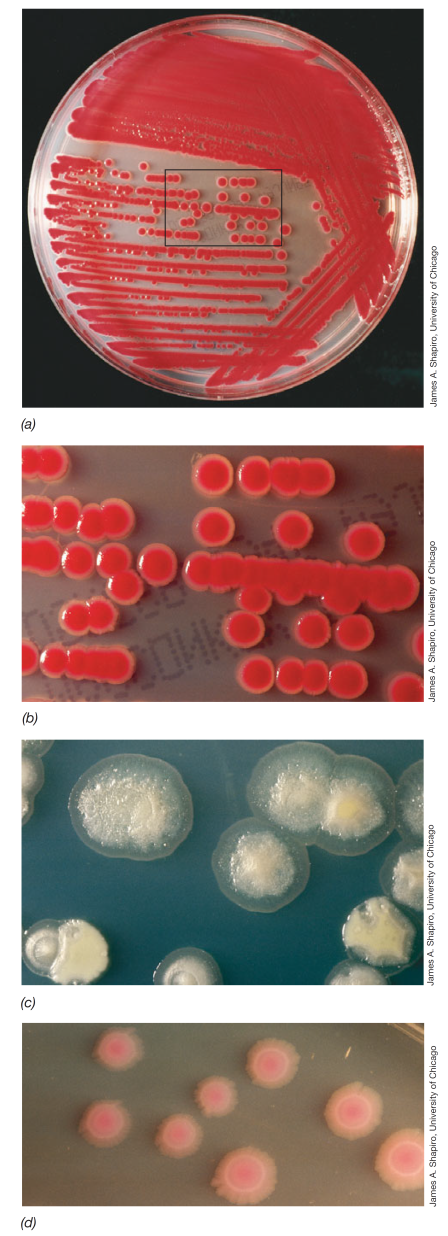 James A. Shapiro, University of Chicago
(a)
James A. Shapiro, University of Chicago
(b)
James A. Shapiro, University of Chicago
(c)
James A. Shapiro, University of Chicago
(d)